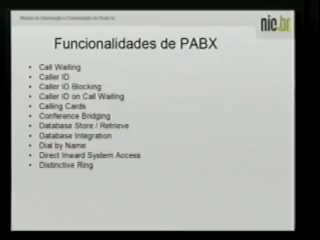 nic.br
Funcionalidades de PABX
• Call Waiting
• Caller ID
• Caller ID Blocking
• Caller ID on Call Waiting
• Calling Cards
• Conference Bridging
• Database Store / Retrieve
• Database Integration
• Dial by Name
• Direct Inward System Access
• Distinctive Ring